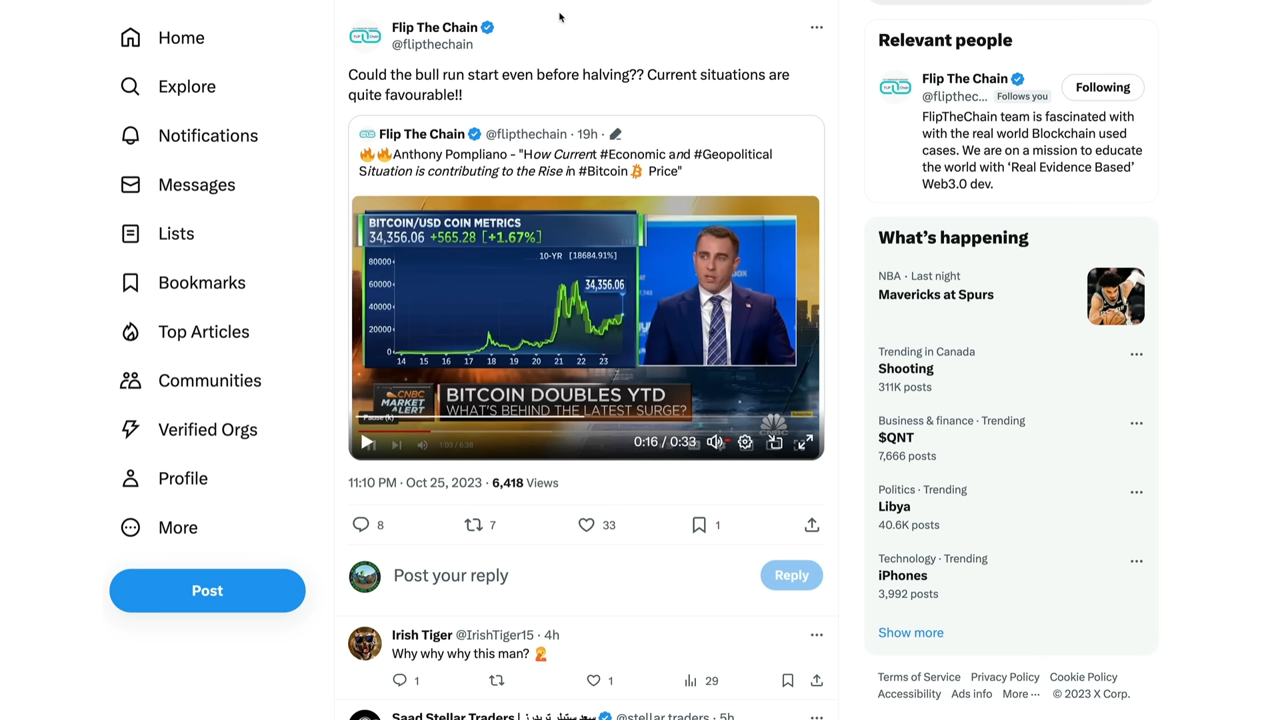 Home
Explore
Notifications
Messages
Lists
Bookmarks
Top Articles
Communities
Verified Orgs
Profile
More
Post
Flip The Chain
@flipthechain
Could the bull run start even before halving?? Current situations are
quite favourable!!
Flip The Chain @flipthechain · 19h ·
🔥🔥Anthony Pompliano - "How Current #Economic and #Geopolitical
Situation is contributing to the Rise in #Bitcoin Price"
BITCOIN/USD COIN METRICS
34,356.06 +565.28 [+1.67%]
10-YR [18684.91%]
80000
60000
40000
20000
0
34,356.06
14 15 16 17 18 19 20 21 22 23
CNBC
MARKET
ALERT
BITCOIN DOUBLES YTD
WHAT'S BEHIND THE LATEST SURGE?
Pause (k)
CNBC
1:03 / 6:38
0:16 / 0:33
11:10 PM · Oct 25, 2023 · 6,418 Views
8 7 33 1
Post your reply
Reply
Irish Tiger @IrishTiger15 · 4h
Why why why this man? 🤦
1 1 29
Saad Stellar Traders | @stellar_traders · 5h
Relevant people
Flip The Chain
@flipthec... Follows you
Following
FlipTheChain team is fascinated with
with the real world Blockchain used
cases. We are on a mission to educate
the world with ‘Real Evidence Based’
Web3.0 dev.
What’s happening
NBA · Last night
Mavericks at Spurs
Trending in Canada
Shooting
311K posts
Business & finance · Trending
$QNT
7,666 posts
Politics · Trending
Libya
40.6K posts
Technology · Trending
iPhones
3,992 posts
Show more
Terms of Service Privacy Policy Cookie Policy
Accessibility Ads info More ··· © 2023 X Corp.